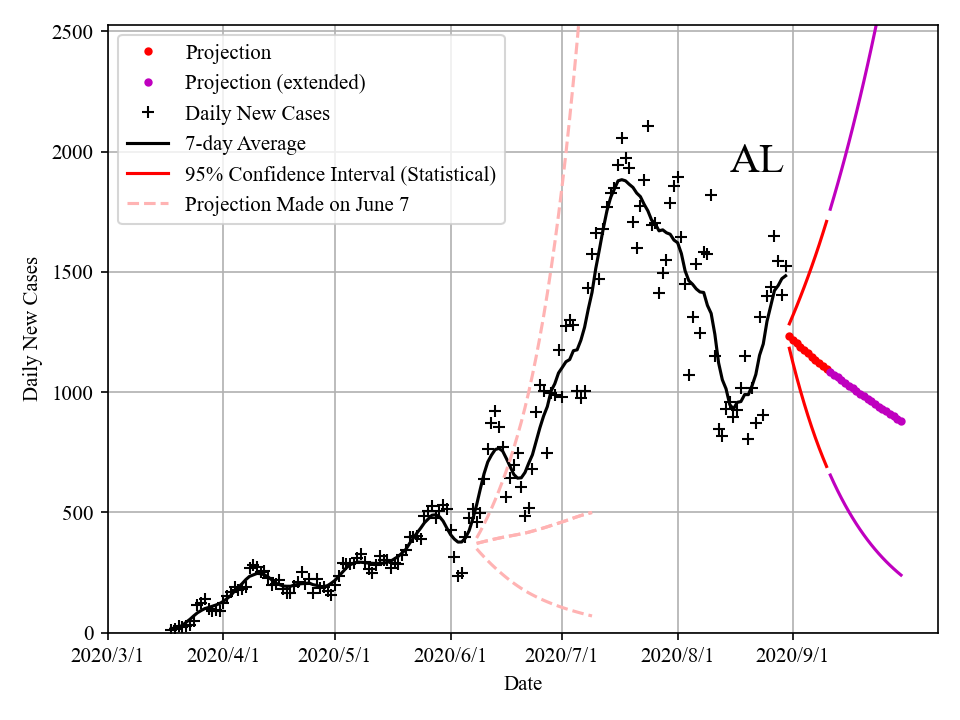 2500
2000
1500
1000
500
0
Daily New Cases
Projection
Projection (extended)
Daily New Cases
7-day Average
95% Confidence Interval (Statistical)
Projection Made on June 7
AL
2020/3/1 2020/4/1 2020/5/1 2020/6/1 2020/7/1 2020/8/1 2020/9/1
Date